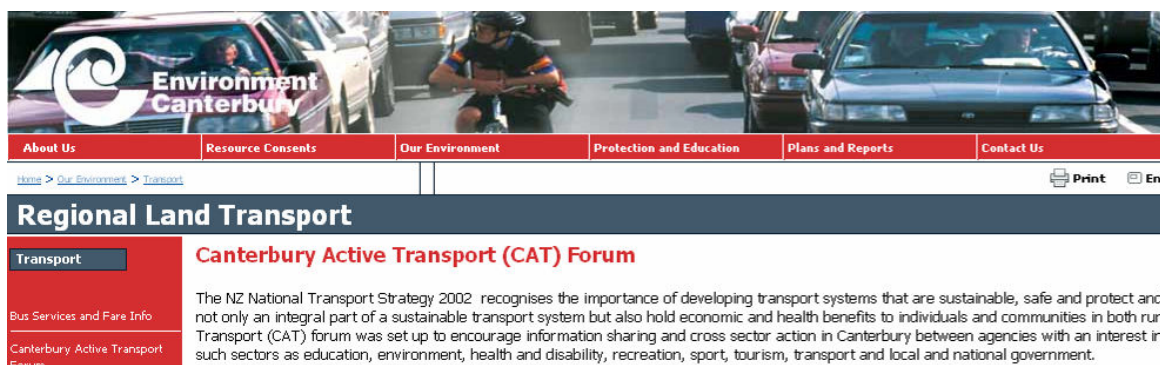 Environment
Canterbury
About Us Resource Consents Our Environment Protection and Education Plans and Reports Contact Us
Home > Our Environment > Transport
Print En
Regional Land Transport
Transport
Canterbury Active Transport (CAT) Forum
The NZ National Transport Strategy 2002 recognises the importance of developing transport systems that are sustainable, safe and protect and
not only an integral part of a sustainable transport system but also hold economic and health benefits to individuals and communities in both rur
Transport (CAT) forum was set up to encourage information sharing and cross sector action in Canterbury between agencies with an interest in
such sectors as education, environment, health and disability, recreation, sport, tourism, transport and local and national government.
Bus Services and Fare Info
Canterbury Active Transport
Forum